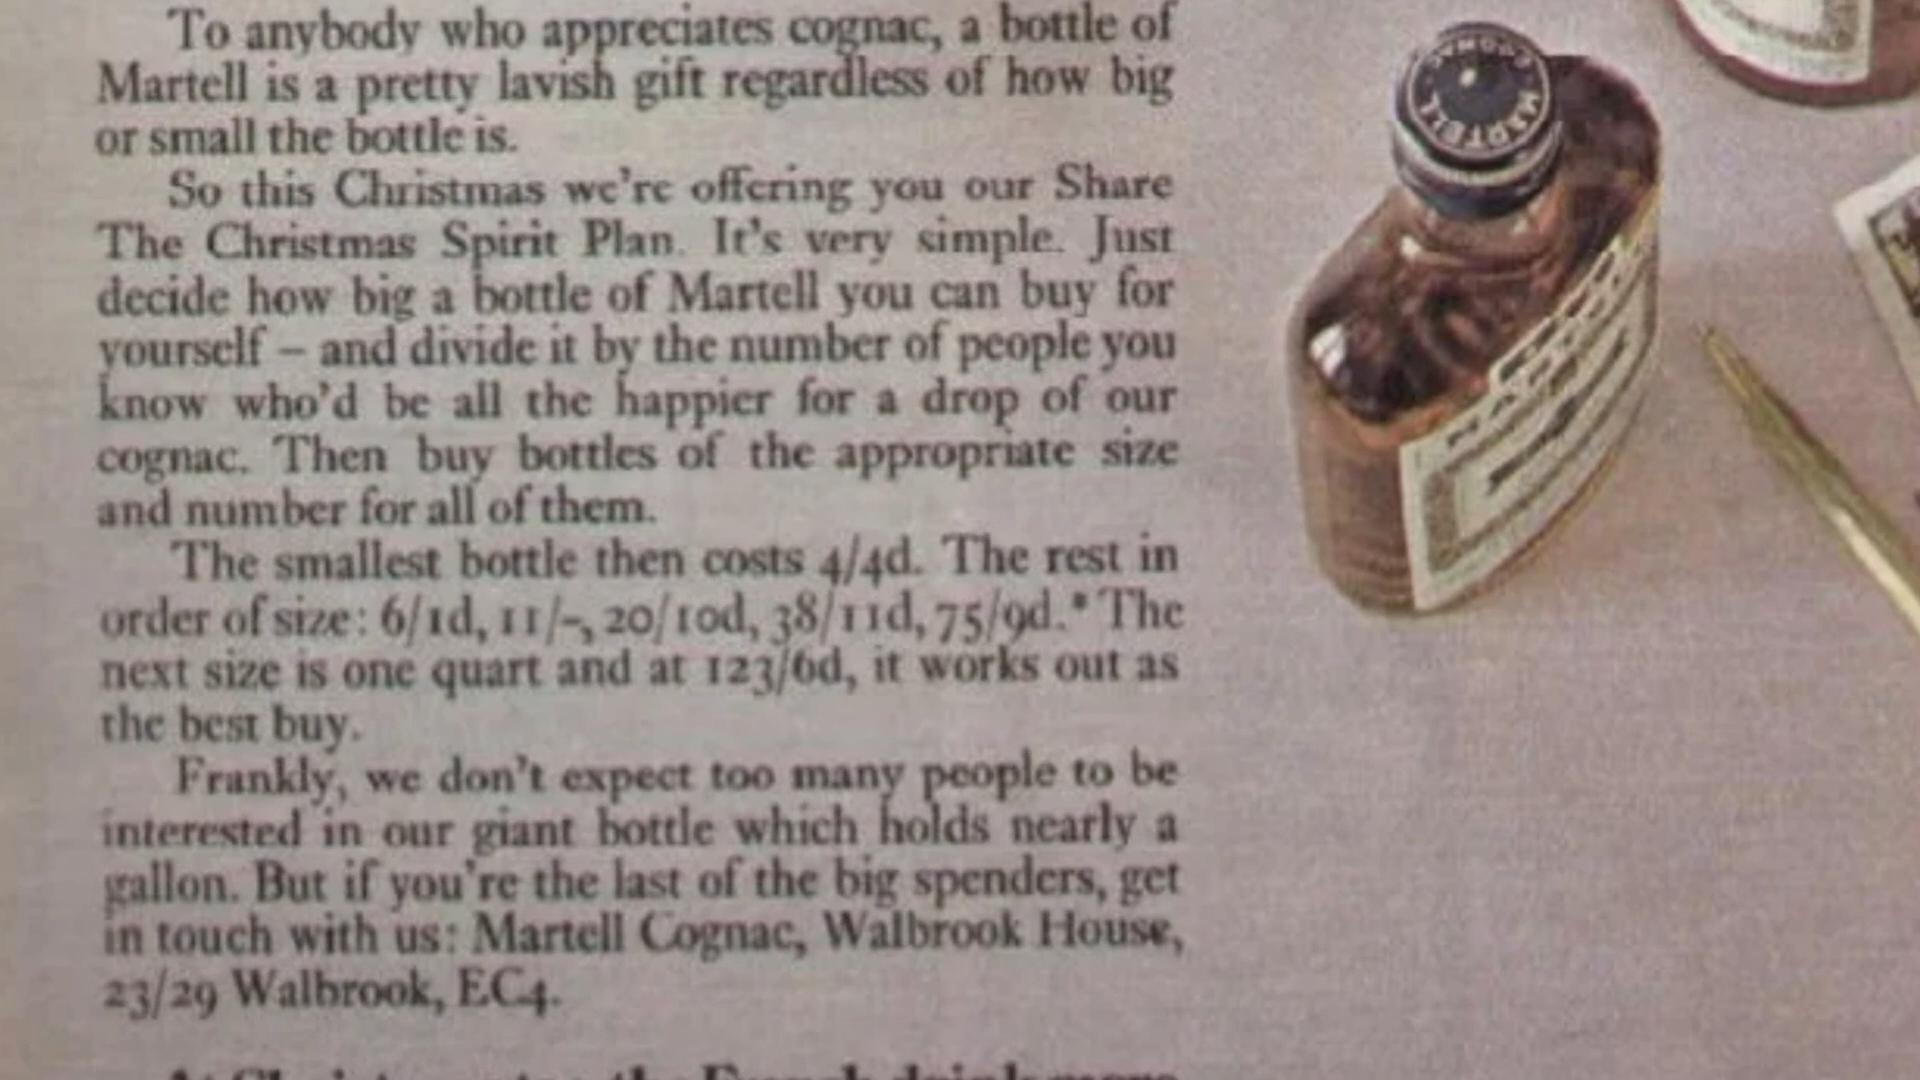 To anybody who appreciates cognac, a bottle of
Martell is a pretty lavish gift regardless of how big
or small the bottle is.
So this Christmas we're offering you our Share
The Christmas Spirit Plan. It's very simple. Just
decide how big a bottle of Martell you can buy for
yourself – and divide it by the number of people you
know who'd be all the happier for a drop of our
cognac. Then buy bottles of the appropriate size
and number for all of them.
The smallest bottle then costs 4/4d. The rest in
order of size: 6/1d, 11/-, 20/10d, 38/11d, 75/9d.* The
next size is one quart and at 123/6d, it works out as
the best buy.
Frankly, we don't expect too many people to be
interested in our giant bottle which holds nearly a
gallon. But if you're the last of the big spenders, get
in touch with us: Martell Cognac, Walbrook House,
23/29 Walbrook, EC4.
COGNAC
MARTELL